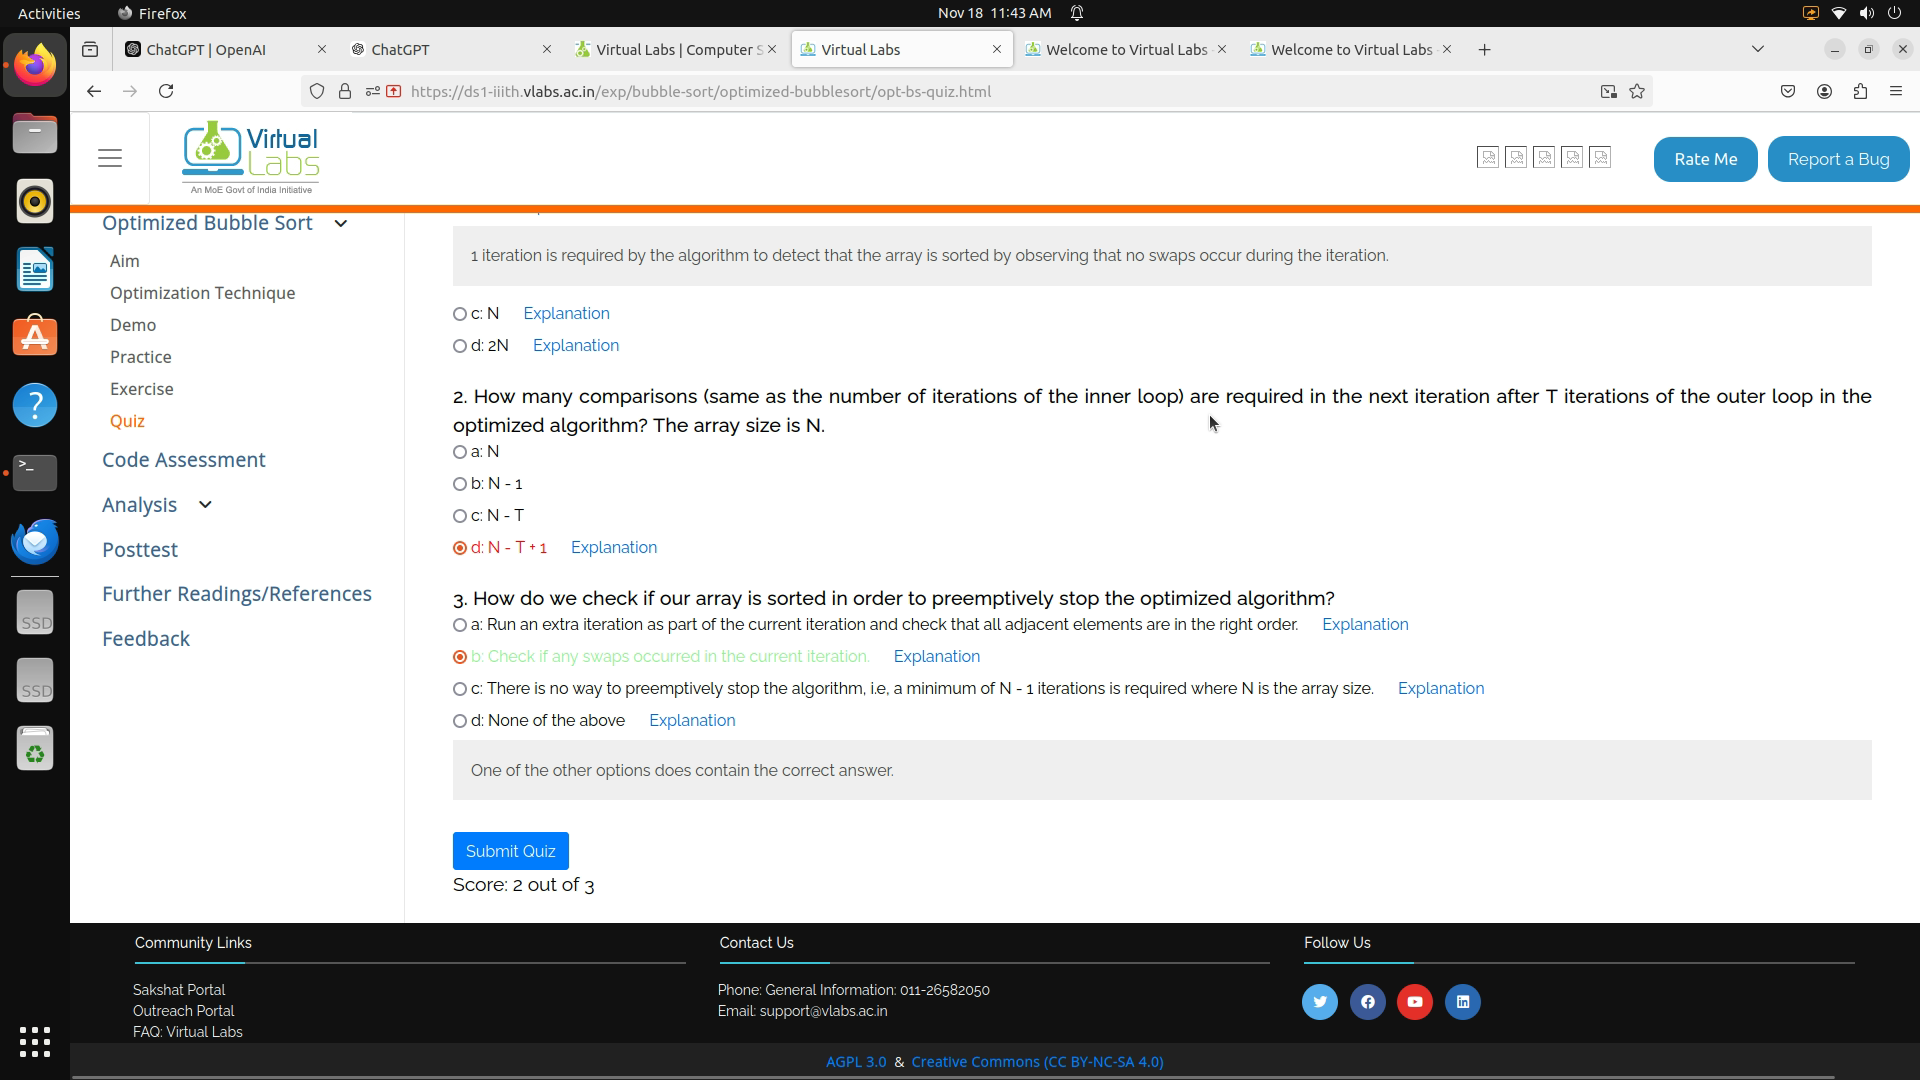 Activities
Firefox
Nov 18 11:43 AM
ChatGPT | OpenAI
ChatGPT
Virtual Labs | Computer S
Virtual Labs
Welcome to Virtual Labs
Welcome to Virtual Labs
https://ds1-iiith.vlabs.ac.in/exp/bubble-sort/optimized-bubblesort/opt-bs-quiz.html
Virtual
Labs
An MoE Govt of India Initiative
Rate Me
Report a Bug
Optimized Bubble Sort
Aim
Optimization Technique
Demo
Practice
Exercise
Quiz
Code Assessment
Analysis
Posttest
Further Readings/References
Feedback
1 iteration is required by the algorithm to detect that the array is sorted by observing that no swaps occur during the iteration.
c: N Explanation
d: 2N Explanation
2. How many comparisons (same as the number of iterations of the inner loop) are required in the next iteration after T iterations of the outer loop in the
optimized algorithm? The array size is N.
a: N
b: N - 1
c: N - T
d: N - T + 1 Explanation
3. How do we check if our array is sorted in order to preemptively stop the optimized algorithm?
a: Run an extra iteration as part of the current iteration and check that all adjacent elements are in the right order. Explanation
b: Check if any swaps occurred in the current iteration. Explanation
c: There is no way to preemptively stop the algorithm, i.e, a minimum of N - 1 iterations is required where N is the array size. Explanation
d: None of the above Explanation
One of the other options does contain the correct answer.
Submit Quiz
Score: 2 out of 3
SSD
SSD
Community Links
Sakshat Portal
Outreach Portal
FAQ: Virtual Labs
Contact Us
Phone: General Information: 011-26582050
Email: support@vlabs.ac.in
Follow Us
AGPL 3.0 & Creative Commons (CC BY-NC-SA 4.0)